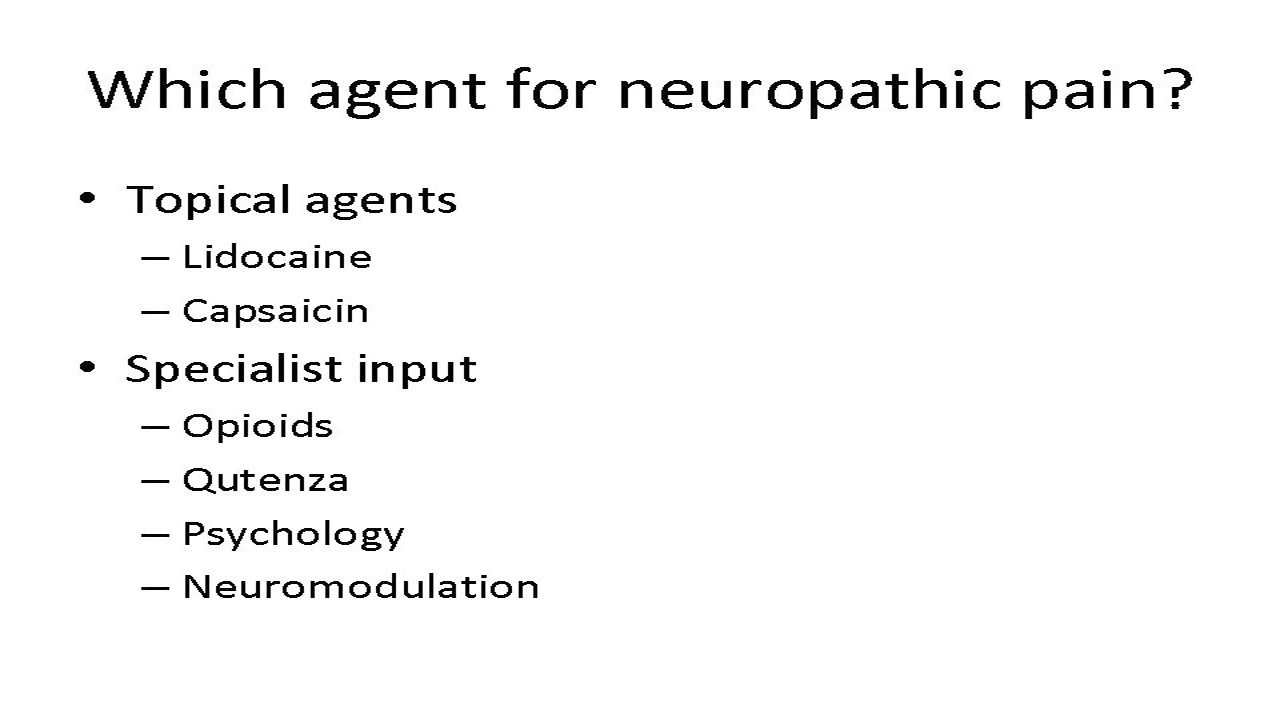 Which agent for neuropathic pain?
• Topical agents
– Lidocaine
– Capsaicin
• Specialist input
– Opioids
– Qutenza
– Psychology
– Neuromodulation